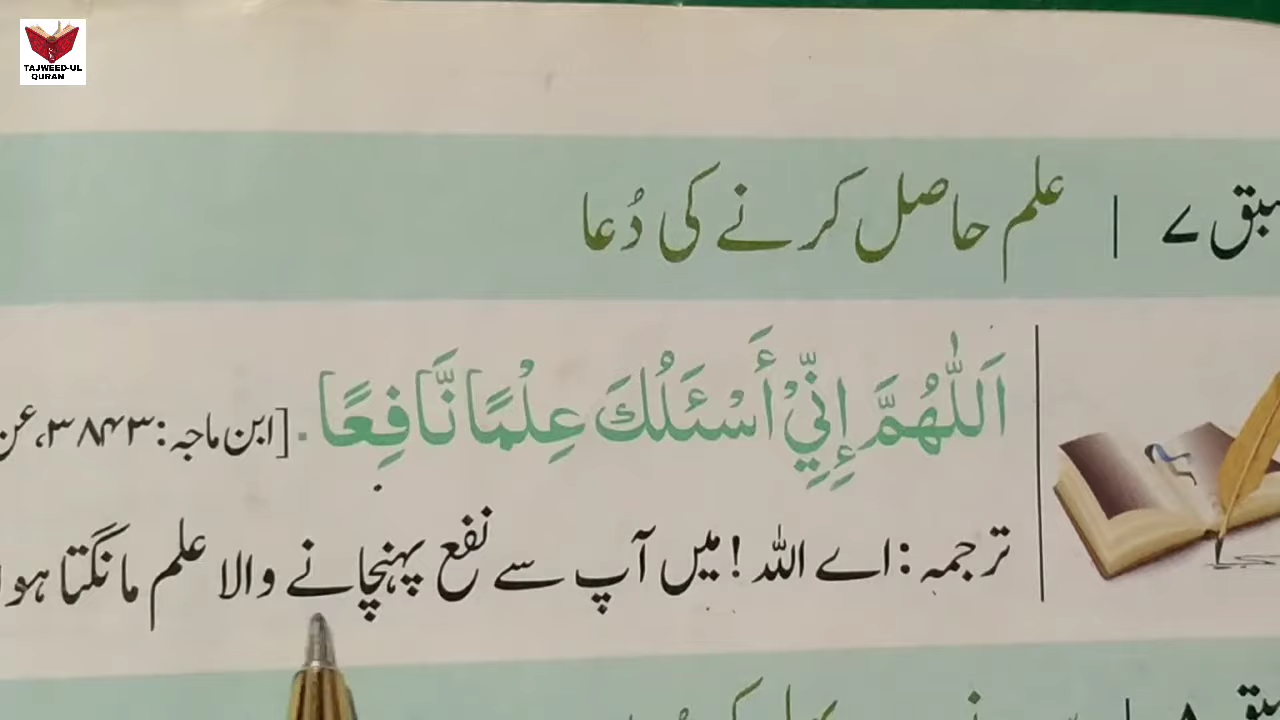 TAJWEED-UL
QURAN
سبق ۷ | علم حاصل کرنے کی دُعا
اَللّٰهُمَّ إِنِّيْ أَسْئَلُكَ عِلْمًا نَّافِعًا. [ابن ماجہ: ۳۸۴۳، عن
ترجمہ: اے اللہ! میں آپ سے نفع پہنچانے والا علم مانگتا ہوں